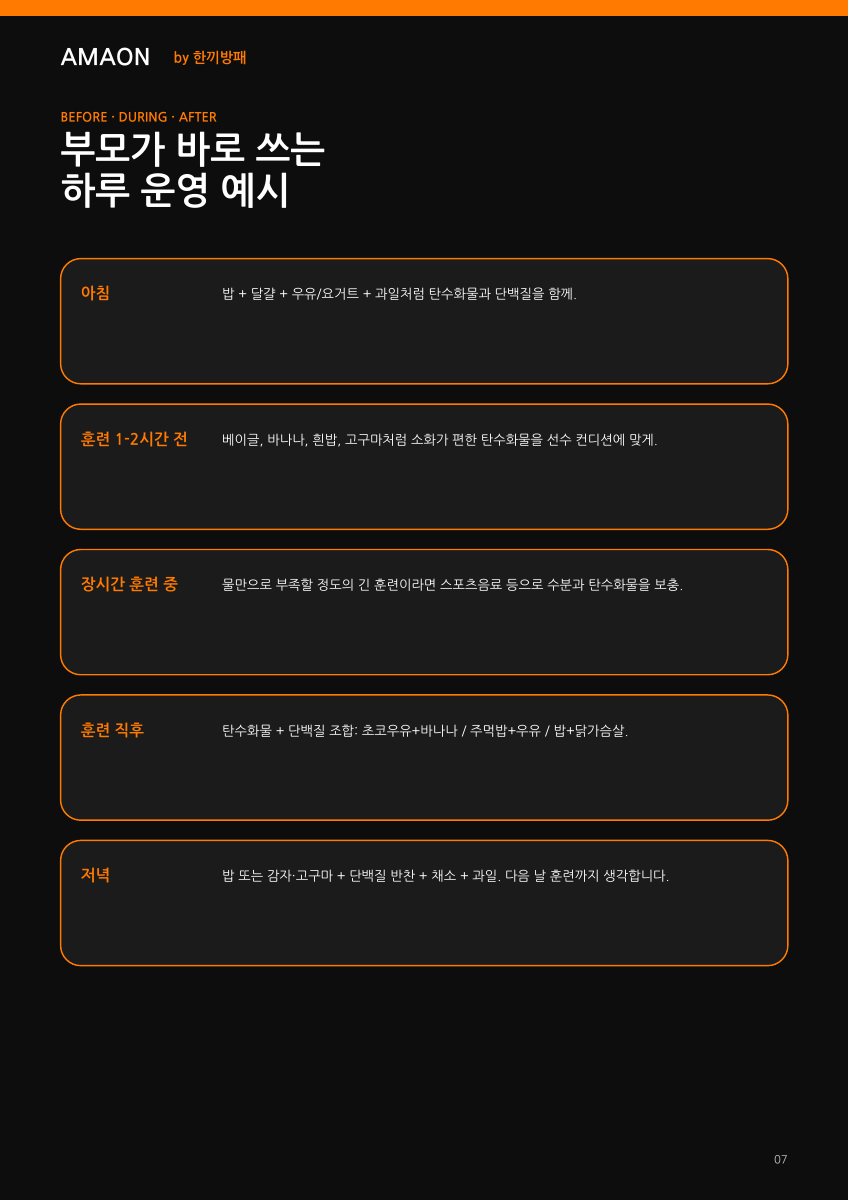 AMAON by 한끼방패
BEFORE · DURING · AFTER
부모가 바로 쓰는
하루 운영 예시
아침 밥 + 달걀 + 우유/요거트 + 과일처럼 탄수화물과 단백질을 함께.
훈련 1-2시간 전 베이글, 바나나, 흰밥, 고구마처럼 소화가 편한 탄수화물을 선수 컨디션에 맞게.
장시간 훈련 중 물만으로 부족할 정도의 긴 훈련이라면 스포츠음료 등으로 수분과 탄수화물을 보충.
훈련 직후 탄수화물 + 단백질 조합: 초코우유+바나나 / 주먹밥+우유 / 밥+닭가슴살.
저녁 밥 또는 감자·고구마 + 단백질 반찬 + 채소 + 과일. 다음 날 훈련까지 생각합니다.
07